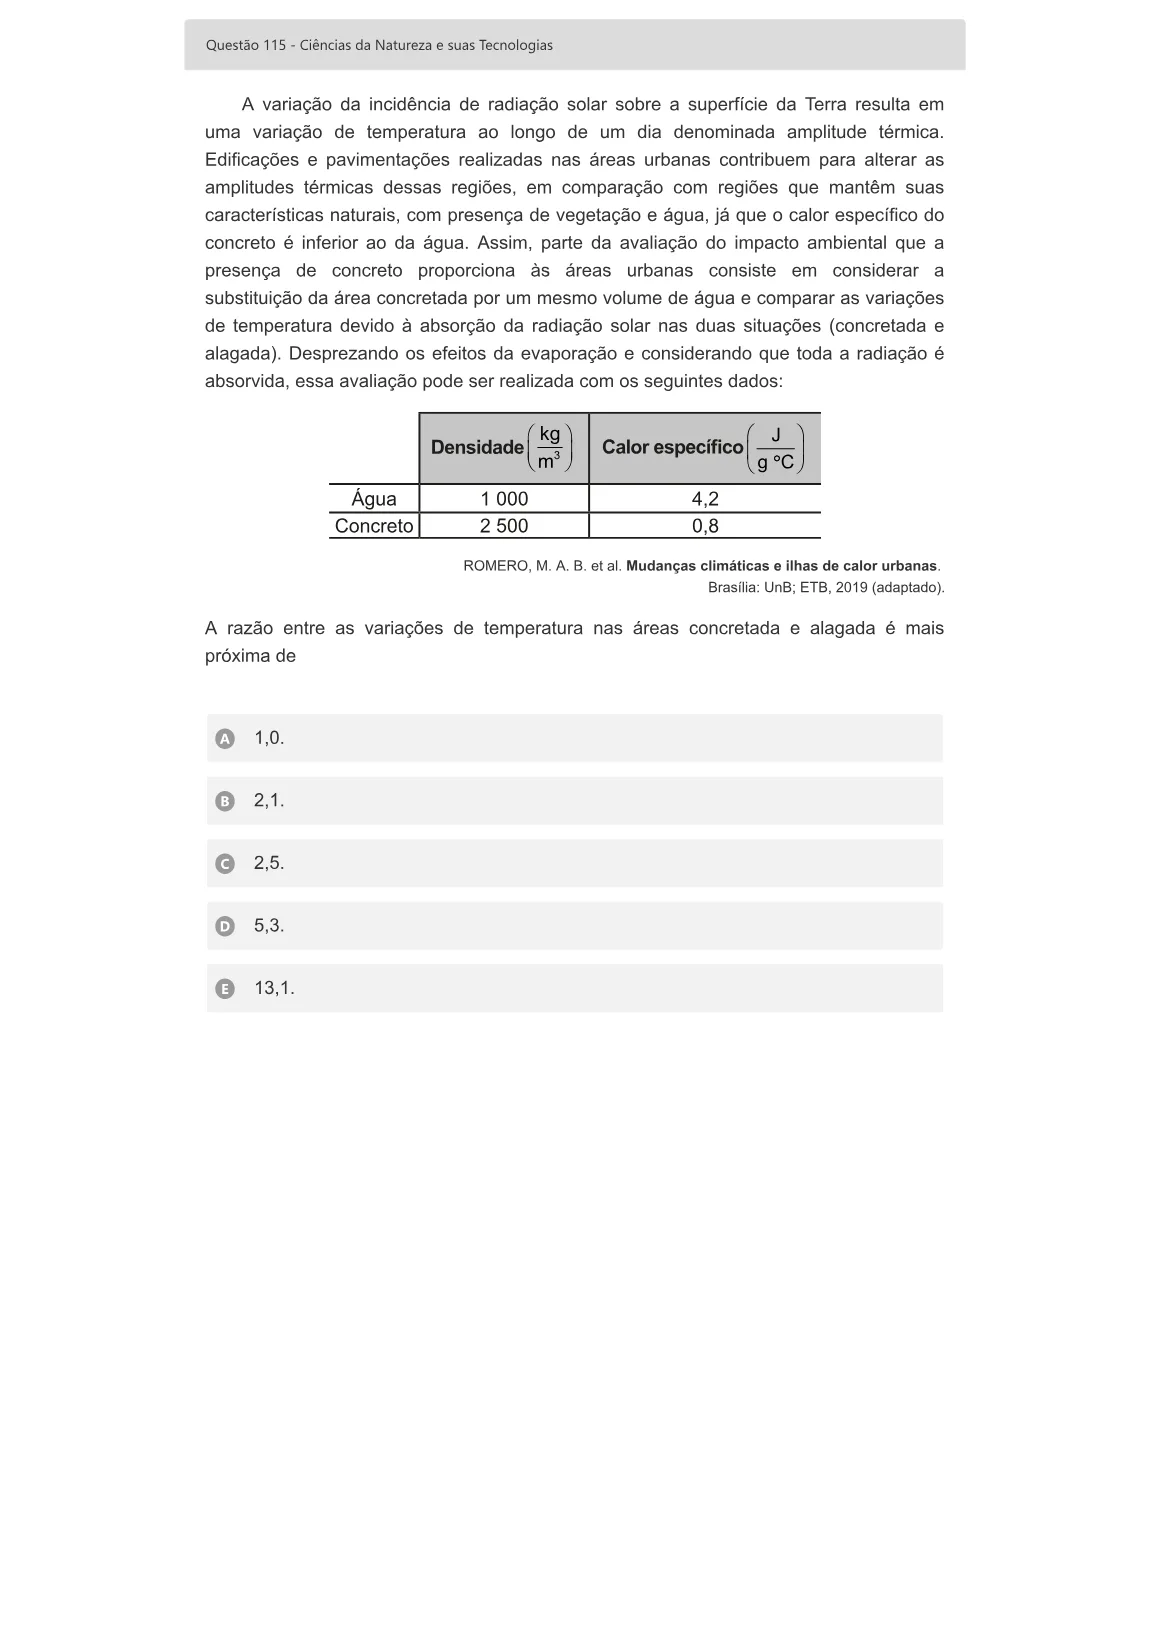 Questão 115 - Ciências da Natureza e suas Tecnologias
A variação da incidência de radiação solar sobre a superfície da Terra resulta em
uma variação de temperatura ao longo de um dia denominada amplitude térmica.
Edificações e pavimentações realizadas nas áreas urbanas contribuem para alterar as
amplitudes térmicas dessas regiões, em comparação com regiões que mantêm suas
características naturais, com presença de vegetação e água, já que o calor específico do
concreto é inferior ao da água. Assim, parte da avaliação do impacto ambiental que a
presença de concreto proporciona às áreas urbanas consiste em considerar a
substituição da área concretada por um mesmo volume de água e comparar as variações
de temperatura devido à absorção da radiação solar nas duas situações (concretada e
alagada). Desprezando os efeitos da evaporação e considerando que toda a radiação é
absorvida, essa avaliação pode ser realizada com os seguintes dados:
Densidade (kg/m³) Calor específico (J/g °C)
Água 1 000 4,2
Concreto 2 500 0,8
ROMERO, M. A. B. et al. Mudanças climáticas e ilhas de calor urbanas.
Brasília: UnB; ETB, 2019 (adaptado).
A razão entre as variações de temperatura nas áreas concretada e alagada é mais
próxima de
A 1,0.
B 2,1.
C 2,5.
D 5,3.
E 13,1.